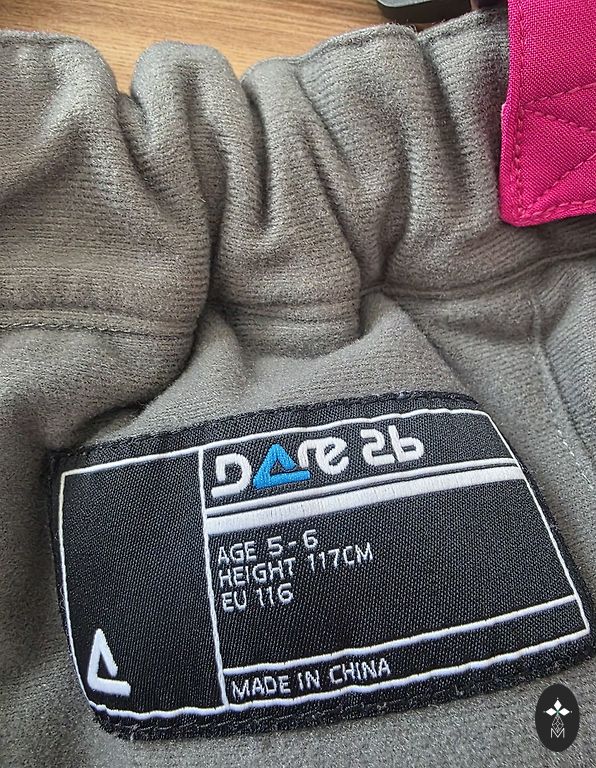 Dare 2b
AGE 5-6
HEIGHT 117CM
EU 116
MADE IN CHINA
M